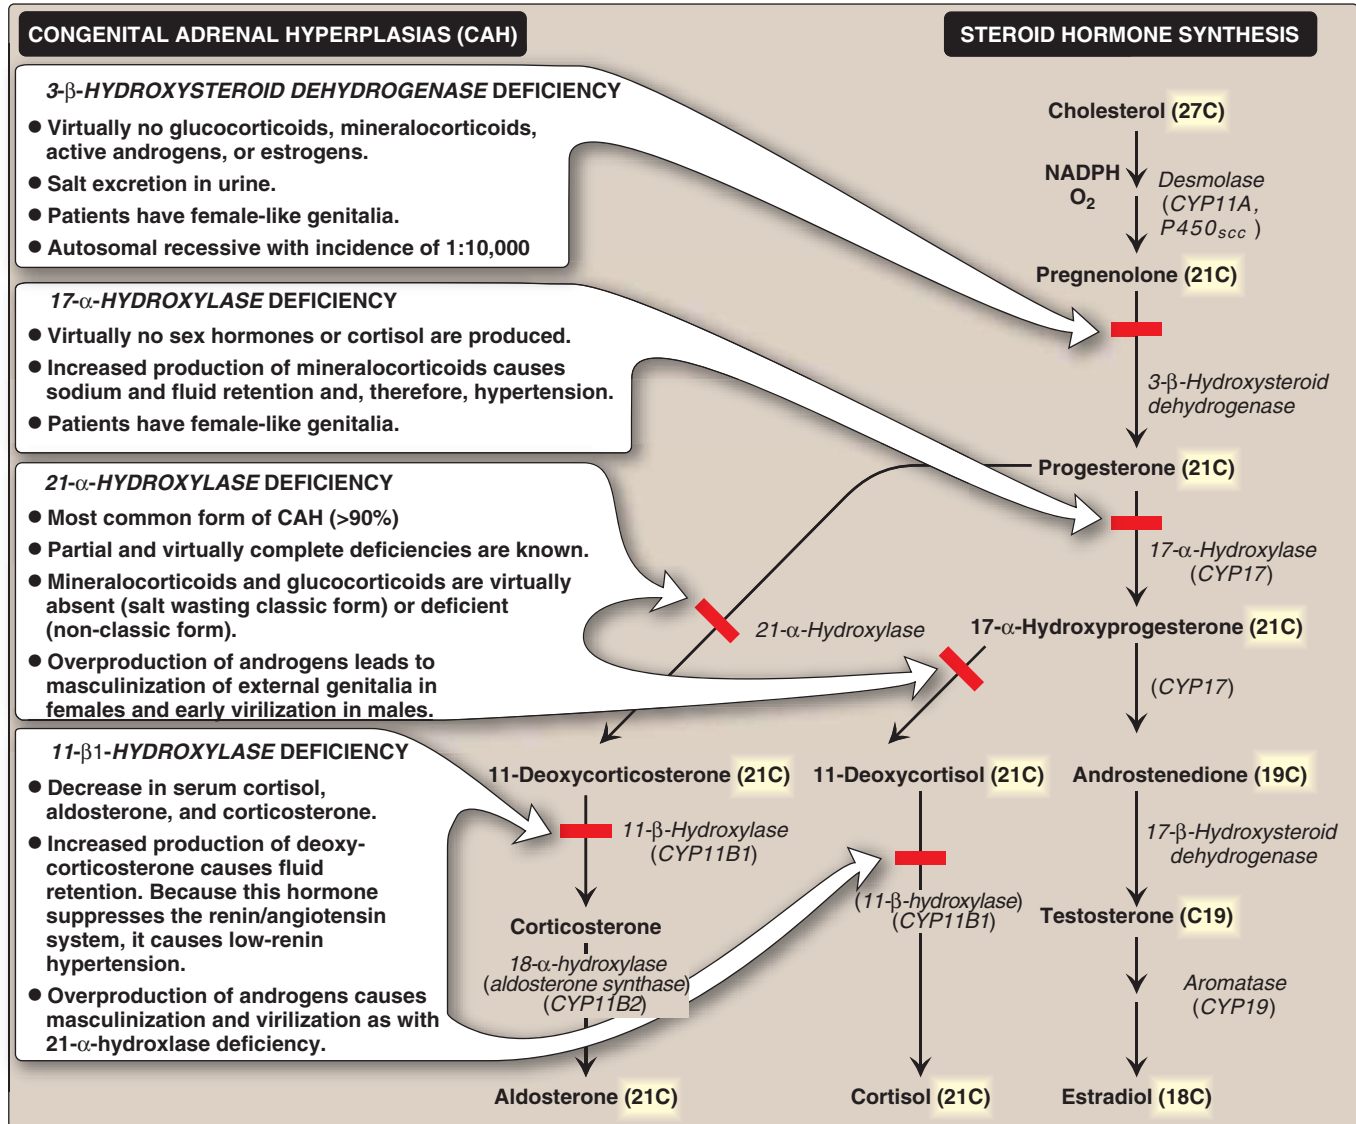 CONGENITAL ADRENAL HYPERPLASIAS (CAH)
3-β-HYDROXYSTEROID DEHYDROGENASE DEFICIENCY
● Virtually no glucocorticoids, mineralocorticoids,
active androgens, or estrogens.
● Salt excretion in urine.
● Patients have female-like genitalia.
● Autosomal recessive with incidence of 1:10,000
17-α-HYDROXYLASE DEFICIENCY
● Virtually no sex hormones or cortisol are produced.
● Increased production of mineralocorticoids causes
sodium and fluid retention and, therefore, hypertension.
● Patients have female-like genitalia.
21-α-HYDROXYLASE DEFICIENCY
● Most common form of CAH (>90%)
● Partial and virtually complete deficiencies are known.
● Mineralocorticoids and glucocorticoids are virtually
absent (salt wasting classic form) or deficient
(non-classic form).
● Overproduction of androgens leads to
masculinization of external genitalia in
females and early virilization in males.
11-β1-HYDROXYLASE DEFICIENCY
● Decrease in serum cortisol,
aldosterone, and corticosterone.
● Increased production of deoxy-
corticosterone causes fluid
retention. Because this hormone
suppresses the renin/angiotensin
system, it causes low-renin
hypertension.
● Overproduction of androgens causes
masculinization and virilization as with
21-α-hydroxlase deficiency.
STEROID HORMONE SYNTHESIS
Cholesterol (27C)
NADPH
O2
Desmolase
(CYP11A,
P450scc )
Pregnenolone (21C)
3-β-Hydroxysteroid
dehydrogenase
Progesterone (21C)
17-α-Hydroxylase
(CYP17)
21-α-Hydroxylase
17-α-Hydroxyprogesterone (21C)
(CYP17)
11-Deoxycorticosterone (21C)
11-Deoxycortisol (21C)
Androstenedione (19C)
11-β-Hydroxylase
(CYP11B1)
17-β-Hydroxysteroid
dehydrogenase
(11-β-hydroxylase)
(CYP11B1)
Corticosterone
Testosterone (C19)
18-α-hydroxylase
(aldosterone synthase)
(CYP11B2)
Aromatase
(CYP19)
Aldosterone (21C)
Cortisol (21C)
Estradiol (18C)